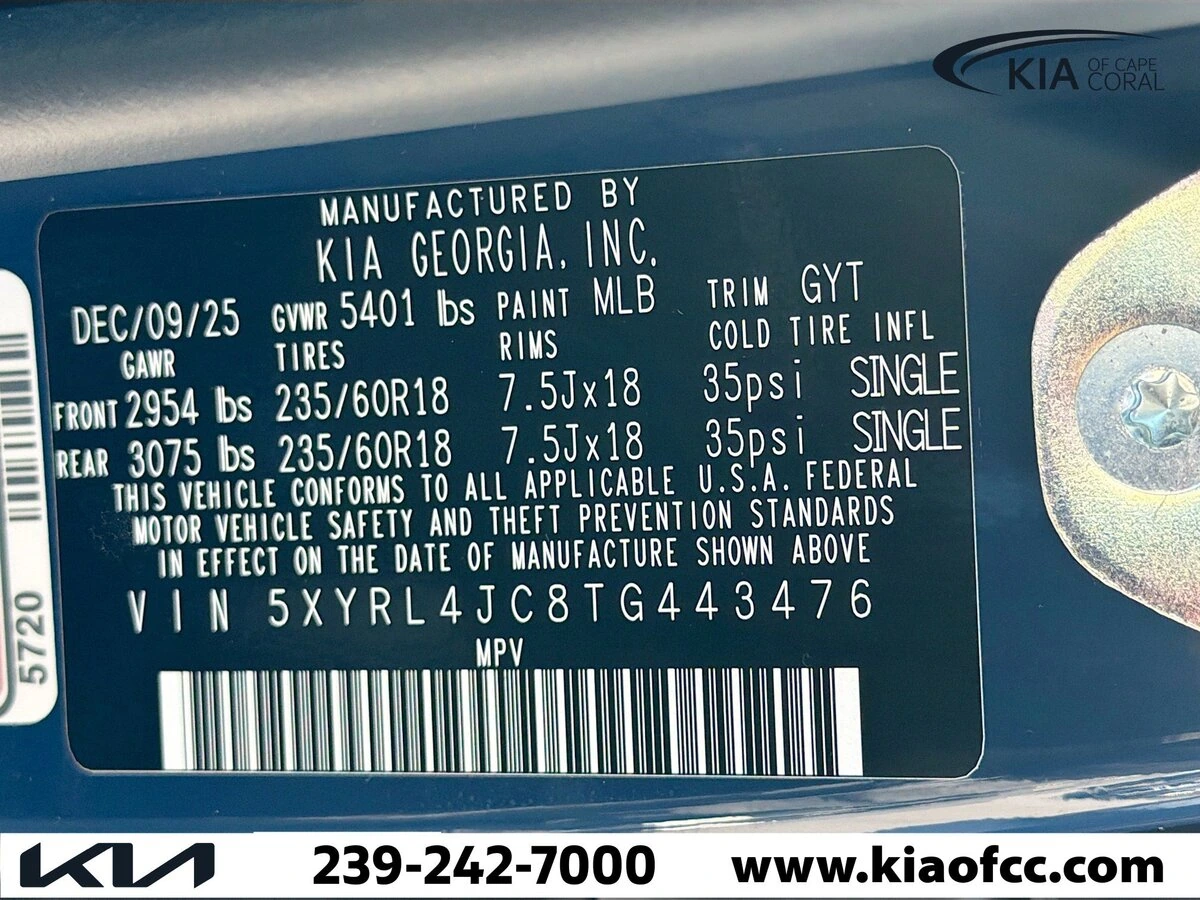 KIA OF CAPE CORAL
MANUFACTURED BY
KIA GEORGIA, INC.
DEC/09/25 GVWR 5401 lbs PAINT MLB TRIM GYT
GAWR TIRES RIMS COLD TIRE INFL
FRONT 2954 lbs 235/60R18 7.5Jx18 35psi SINGLE
REAR 3075 lbs 235/60R18 7.5Jx18 35psi SINGLE
THIS VEHICLE CONFORMS TO ALL APPLICABLE U.S.A. FEDERAL
MOTOR VEHICLE SAFETY AND THEFT PREVENTION STANDARDS
IN EFFECT ON THE DATE OF MANUFACTURE SHOWN ABOVE
VIN 5XYRL4JC8TG443476
MPV
5720
KIA 239-242-7000 www.kiaofcc.com